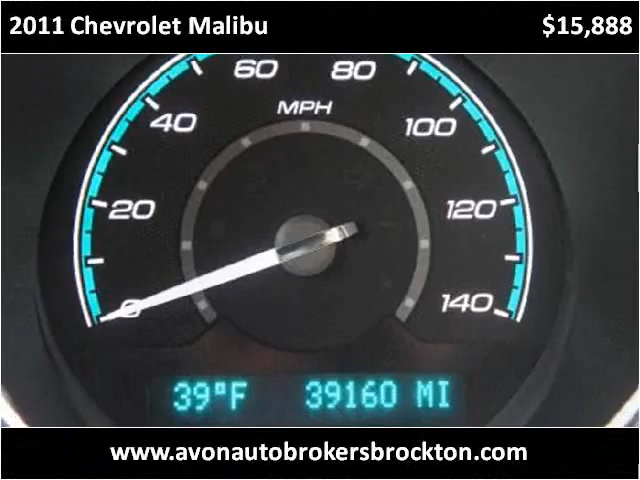 2011 Chevrolet Malibu $15,888
60 80
MPH
40 100
20 120
0 140
39°F 39160 MI
www.avonautobrokersbrockton.com